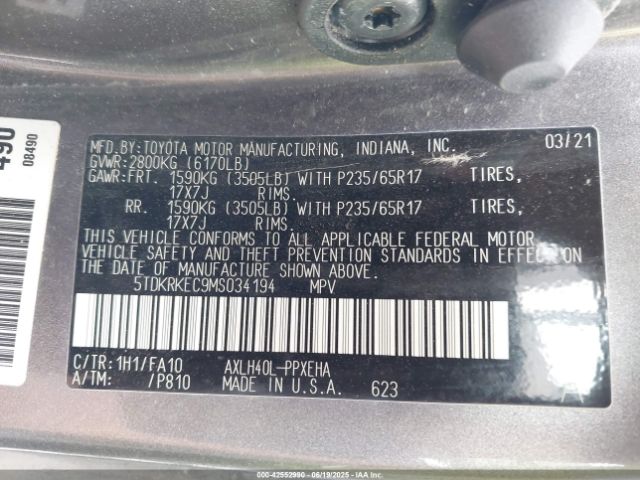 490
08490
MFD.BY:TOYOTA MOTOR MANUFACTURING, INDIANA, INC. 03/21
GVWR:2800KG (6170LB)
GAWR:FRT. 1590KG (3505LB) WITH P235/65R17 TIRES,
17X7J RIMS.
RR. 1590KG (3505LB) WITH P235/65R17 TIRES,
17X7J RIMS.
THIS VEHICLE CONFORMS TO ALL APPLICABLE FEDERAL MOTOR
VEHICLE SAFETY AND THEFT PREVENTION STANDARDS IN EFFECT ON
THE DATE OF MANUFACTURE SHOWN ABOVE.
5TDKRKEC9MS034194 MPV
C/TR:1H1/FA10 AXLH40L-PPXEHA
A/TM: /P810 MADE IN U.S.A. 623
IAA-42552990 - 06/19/2025 - IAAI.COM